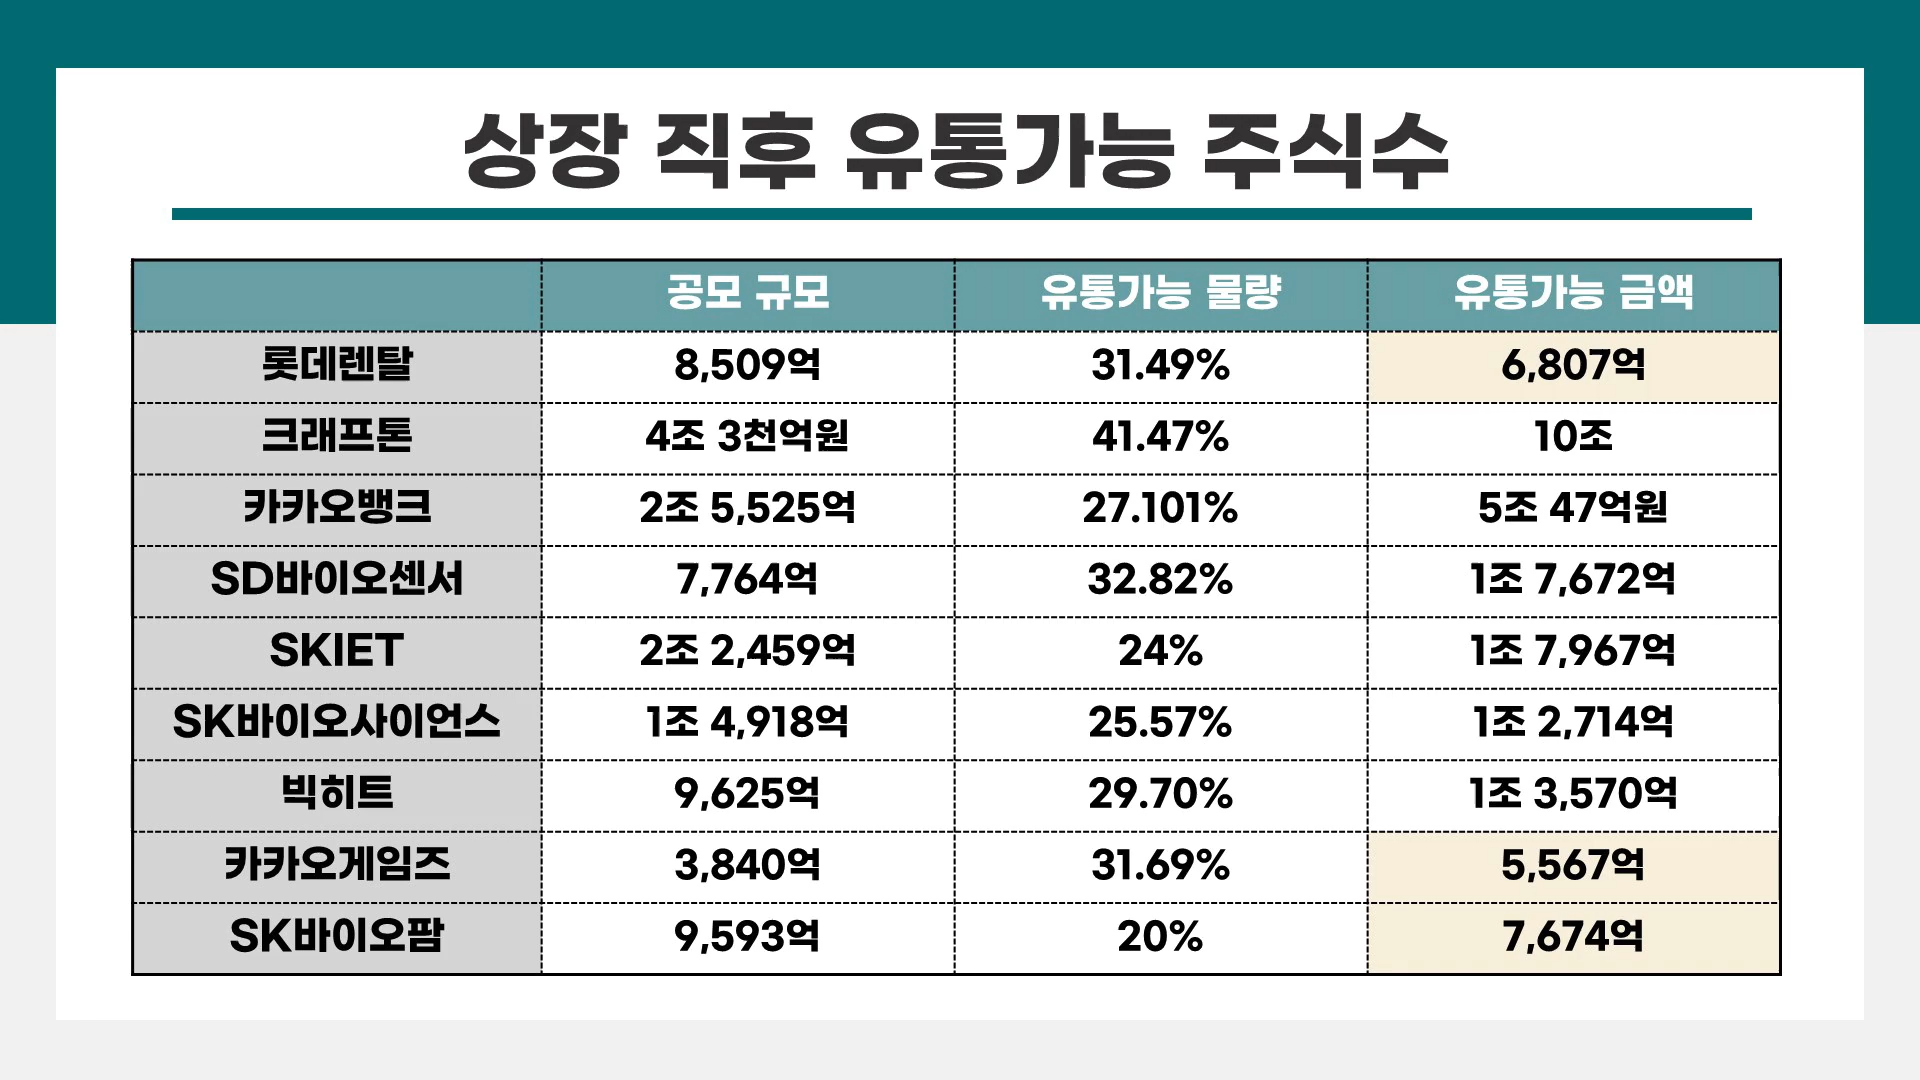 상장 직후 유통가능 주식수
공모 규모 유통가능 물량 유통가능 금액
롯데렌탈 8,509억 31.49% 6,807억
크래프톤 4조 3천억원 41.47% 10조
카카오뱅크 2조 5,525억 27.101% 5조 47억원
SD바이오센서 7,764억 32.82% 1조 7,672억
SKIET 2조 2,459억 24% 1조 7,967억
SK바이오사이언스 1조 4,918억 25.57% 1조 2,714억
빅히트 9,625억 29.70% 1조 3,570억
카카오게임즈 3,840억 31.69% 5,567억
SK바이오팜 9,593억 20% 7,674억